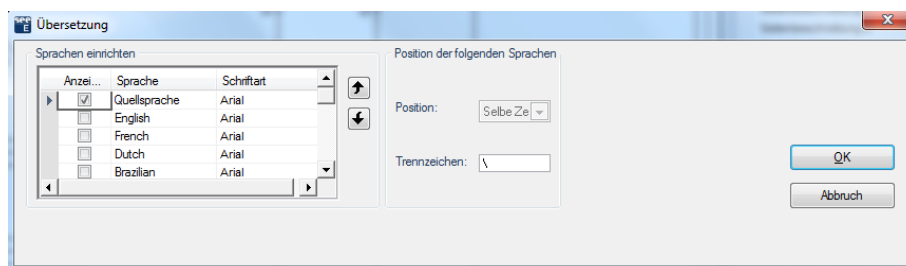 see E Übersetzung
x
Sprachen einrichten
Anzei... Sprache Schriftart
Quellsprache Arial
English Arial
French Arial
Dutch Arial
Brazilian Arial
Position der folgenden Sprachen
Position: Selbe Ze
Trennzeichen: \
OK
Abbruch